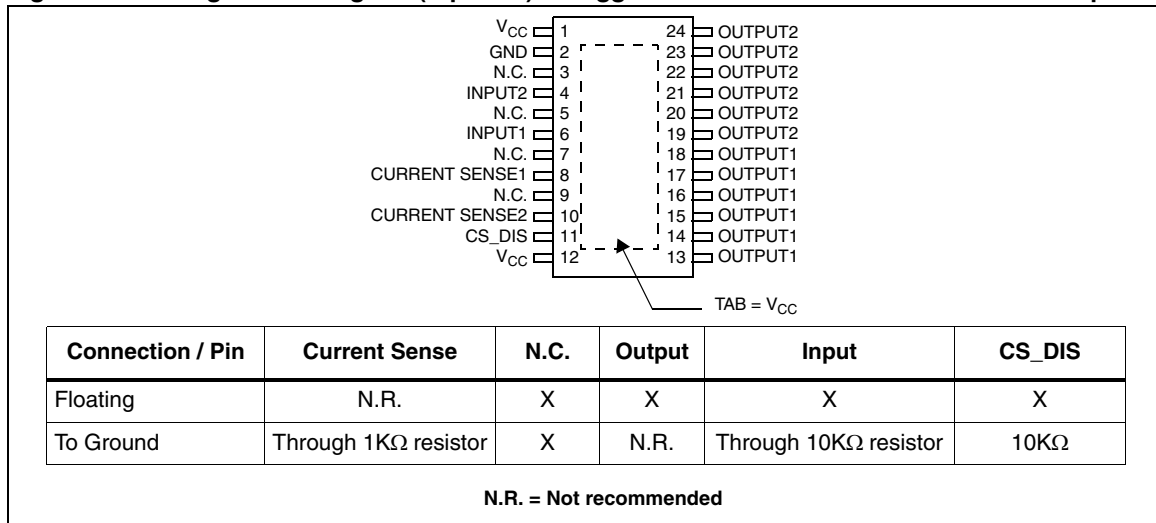 V_CC 1 24 OUTPUT2
GND 2 23 OUTPUT2
N.C. 3 22 OUTPUT2
INPUT2 4 21 OUTPUT2
N.C. 5 20 OUTPUT2
INPUT1 6 19 OUTPUT2
N.C. 7 18 OUTPUT1
CURRENT SENSE1 8 17 OUTPUT1
N.C. 9 16 OUTPUT1
CURRENT SENSE2 10 15 OUTPUT1
CS_DIS 11 14 OUTPUT1
V_CC 12 13 OUTPUT1
TAB = V_CC
Connection / Pin Current Sense N.C. Output Input CS_DIS
Floating N.R. X X X X
To Ground Through 1KΩ resistor X N.R. Through 10KΩ resistor 10KΩ
N.R. = Not recommended